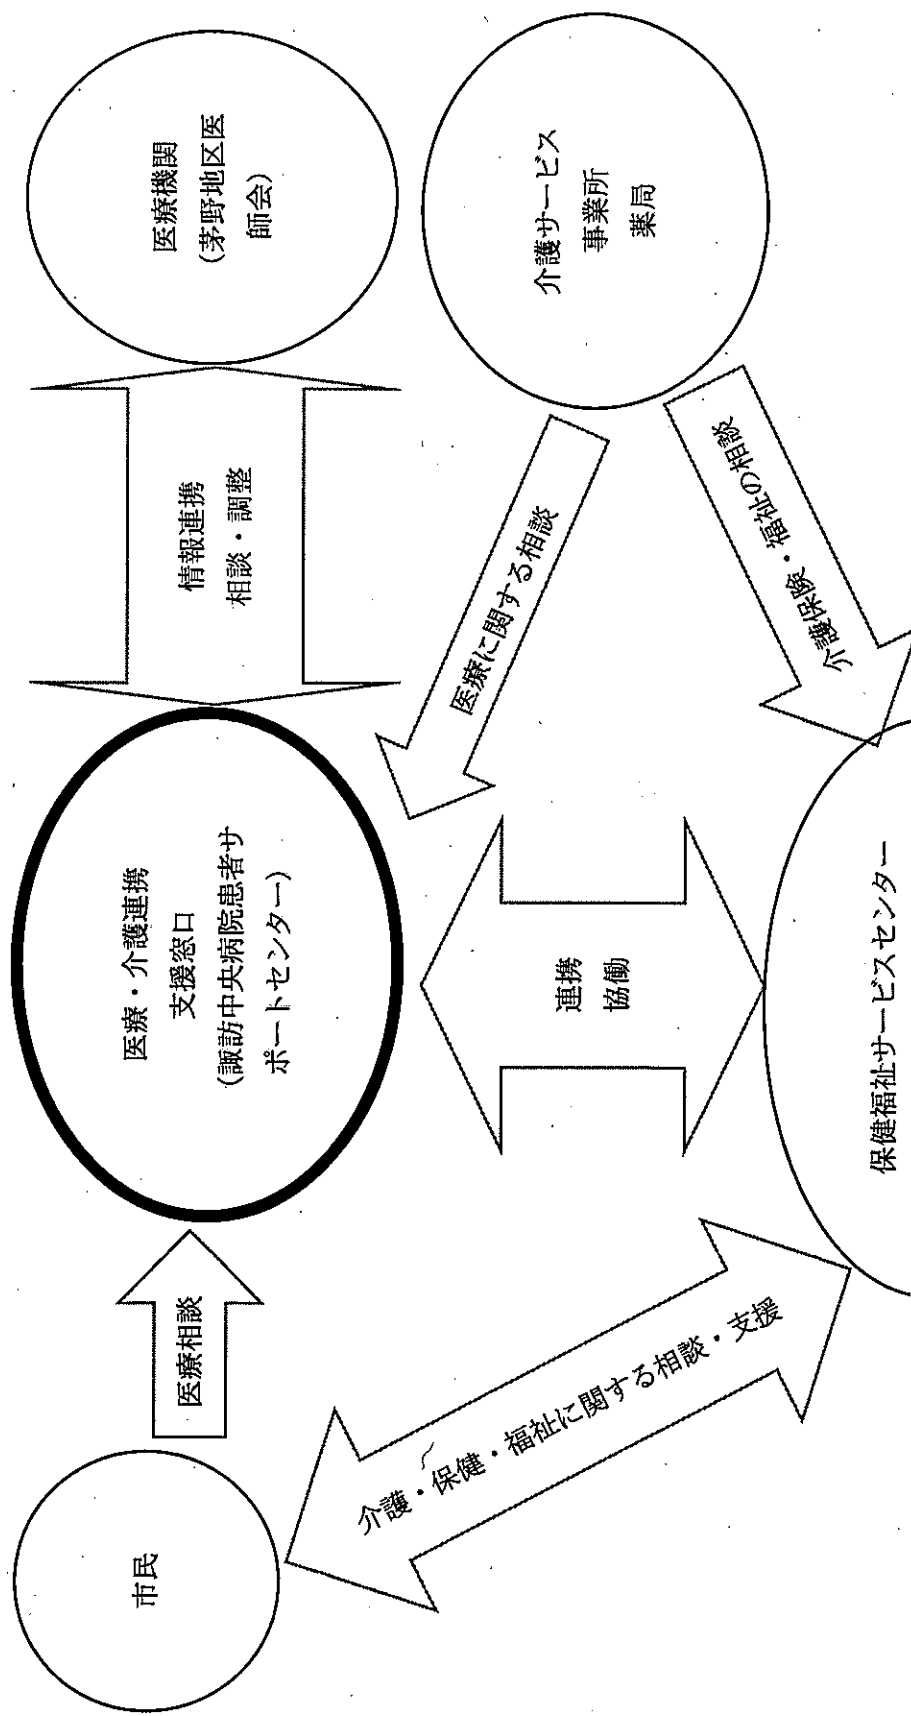 市民
医療相談
医療・介護連携
支援窓口
(諏訪中央病院患者サ
ポートセンター)
情報連携
相談・調整
医療機関
(茅野地区医
師会)
介護・保健・福祉に関する相談・支援
連携
協働
医療に関する相談
介護サービス
事業所
薬局
介護保険・福祉の相談
保健福祉サービスセンター